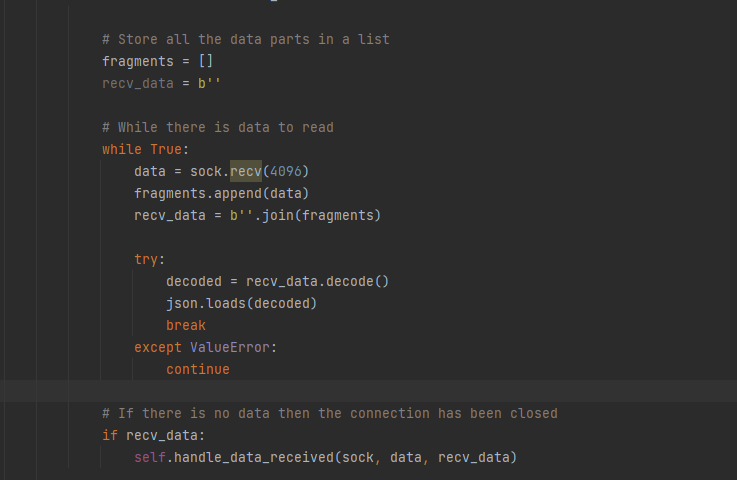 # Store all the data parts in a list
fragments = []
recv_data = b''
# While there is data to read
while True:
data = sock.recv(4096)
fragments.append(data)
recv_data = b''.join(fragments)
try:
decoded = recv_data.decode()
json.loads(decoded)
break
except ValueError:
continue
# If there is no data then the connection has been closed
if recv_data:
self.handle_data_received(sock, data, recv_data)